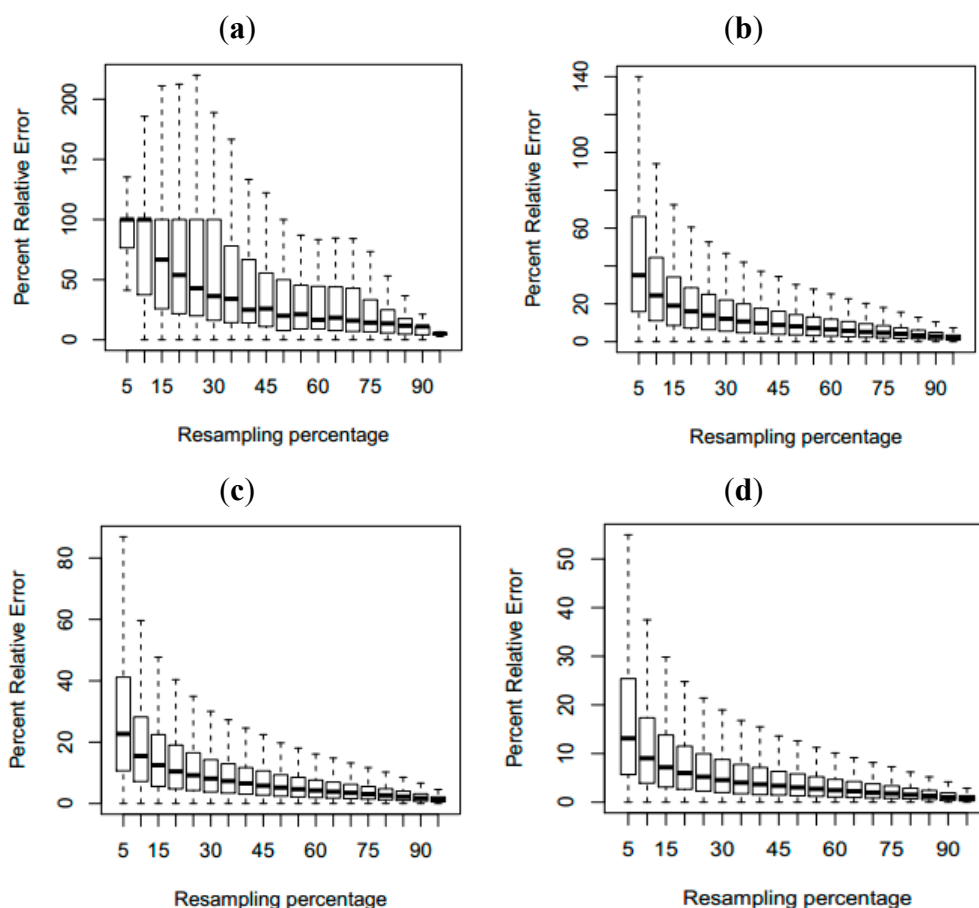 (a)
Percent Relative Error
200
150
100
50
0
5 15 30 45 60 75 90
Resampling percentage
(b)
Percent Relative Error
140
100
60
20
0
5 15 30 45 60 75 90
Resampling percentage
(c)
Percent Relative Error
80
60
40
20
0
5 15 30 45 60 75 90
Resampling percentage
(d)
Percent Relative Error
50
40
30
20
10
0
5 15 30 45 60 75 90
Resampling percentage